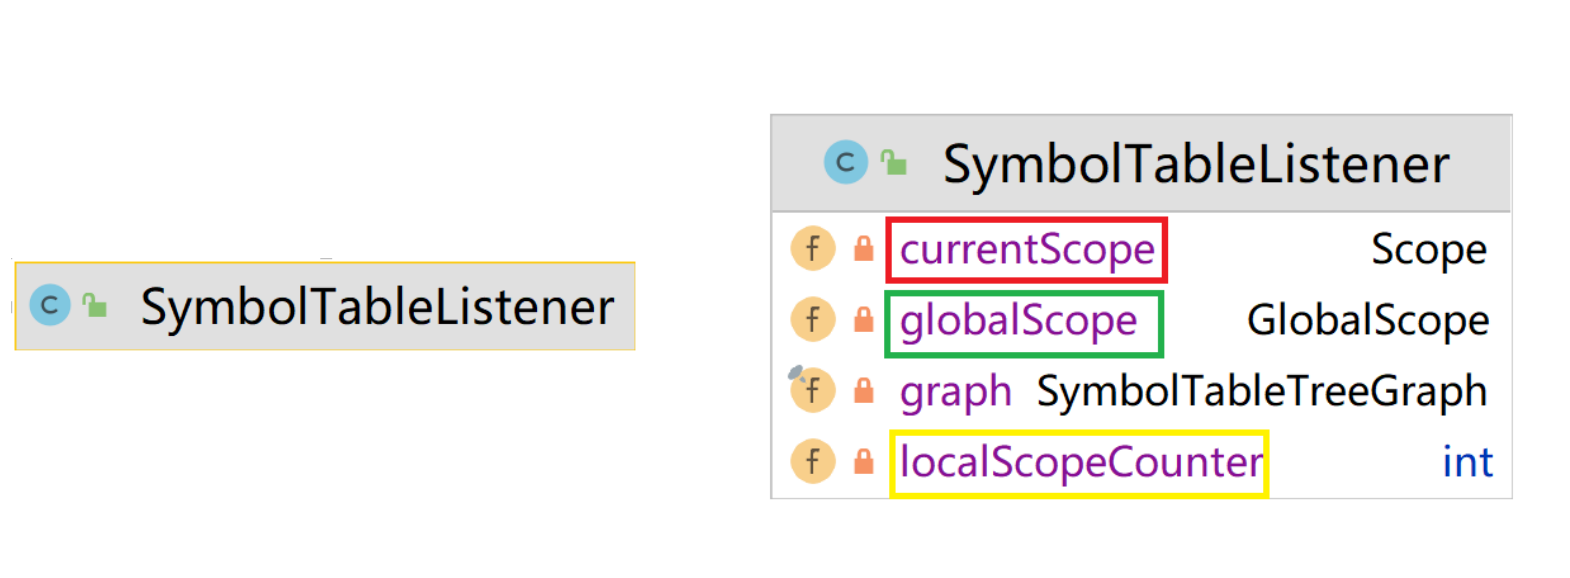 C SymbolTableListener
C SymbolTableListener
f currentScope Scope
f globalScope GlobalScope
f graph SymbolTableTreeGraph
f localScopeCounter int